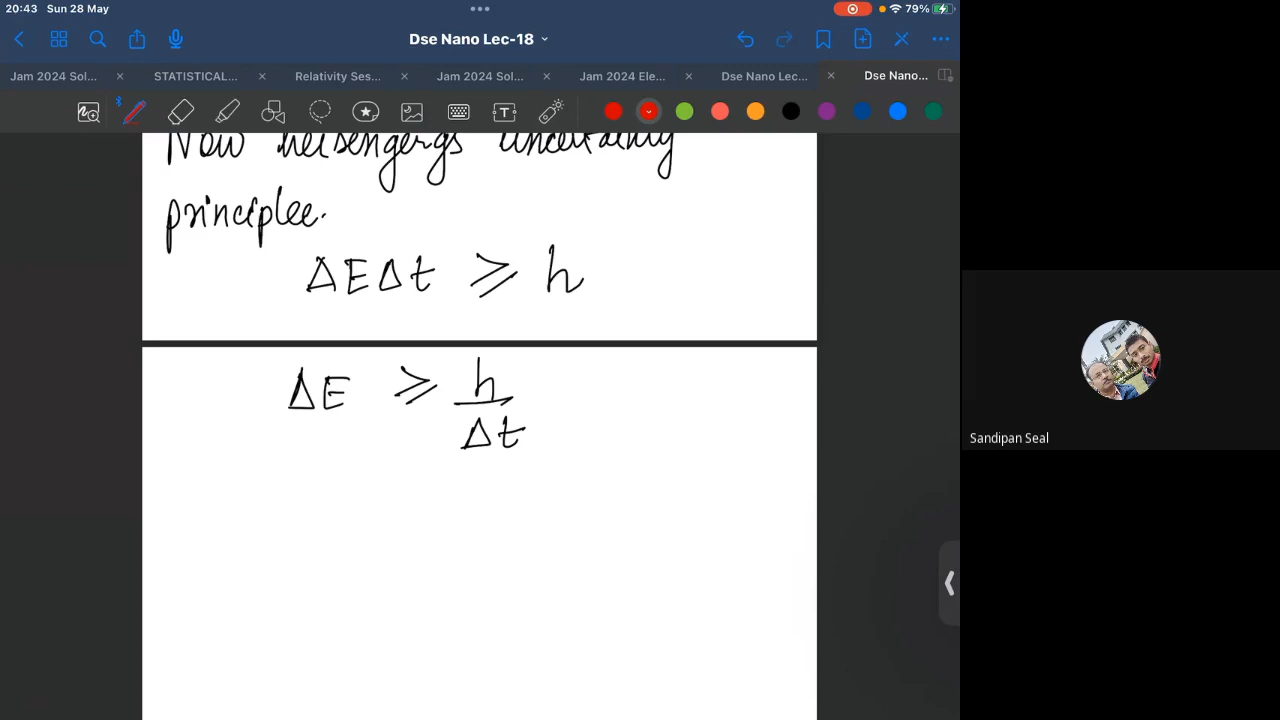 20:43 Sun 28 May
79%
Dse Nano Lec-18
Jam 2024 Sol...
STATISTICAL...
Relativity Ses...
Jam 2024 Sol...
Jam 2024 Ele...
Dse Nano Lec...
Dse Nano...
Now heisengergs uncertainty
principlee.
ΔEΔt ⩾ h
ΔE ⩾ h
Δt
Sandipan Seal